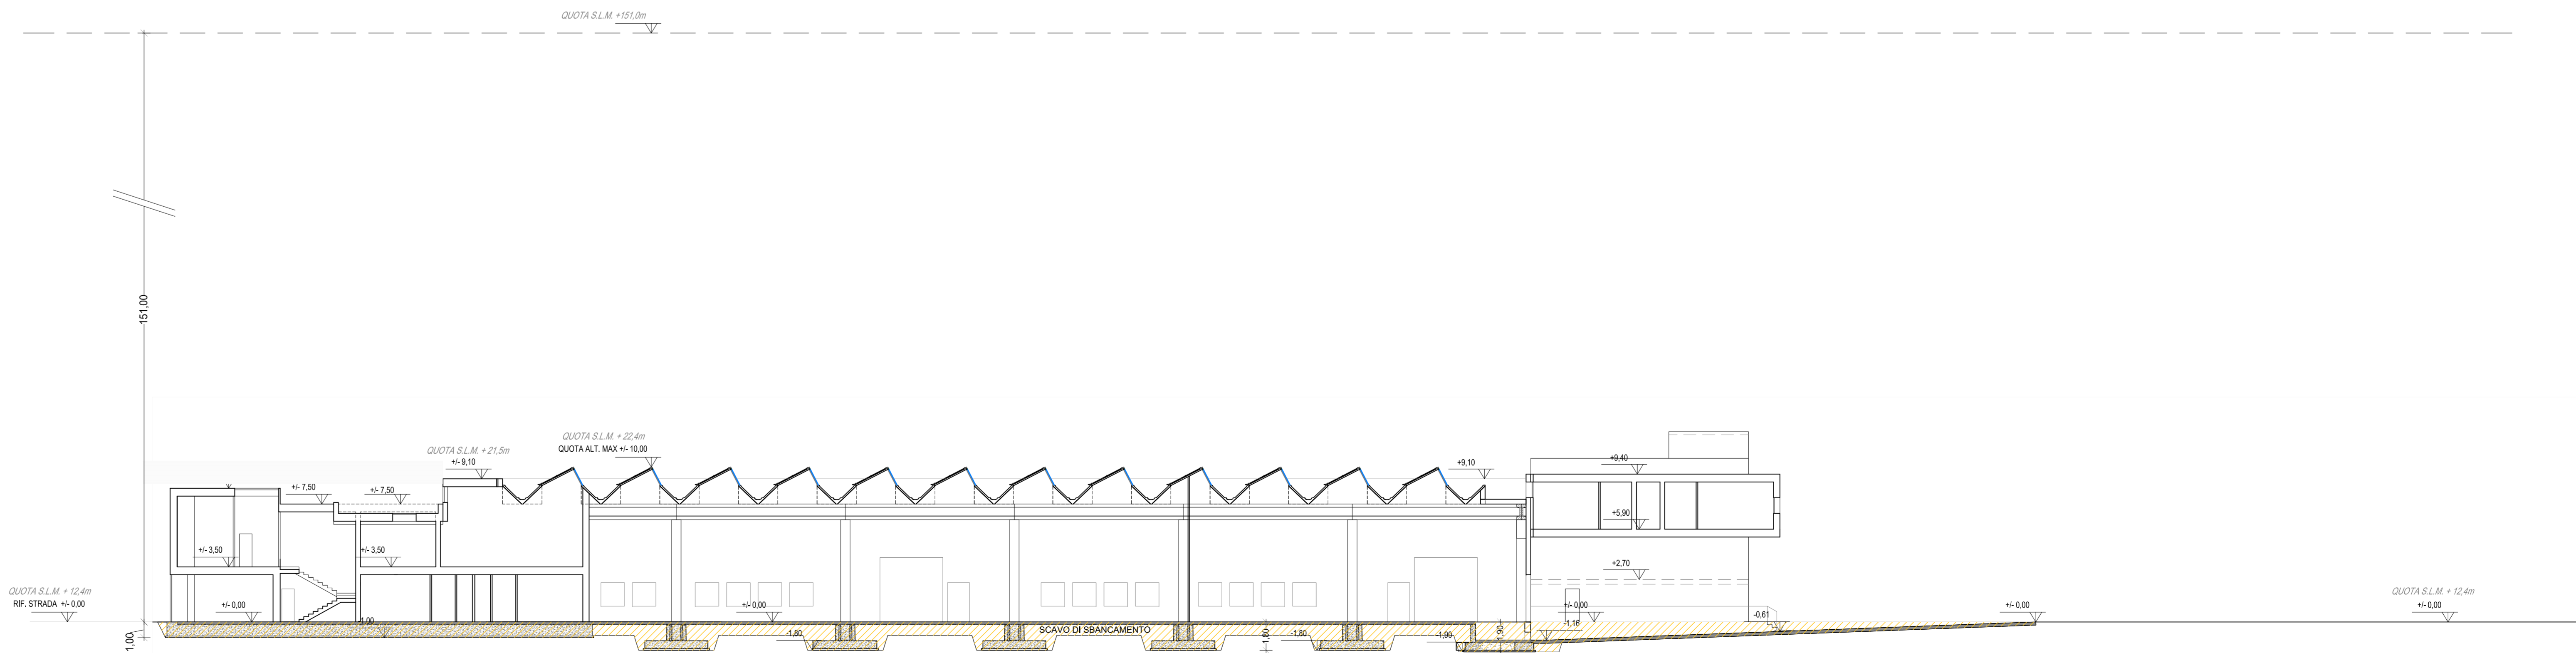 QUOTA S.L.M. +151,0m
151,00
QUOTA S.L.M. + 22,4m
QUOTA ALT. MAX +/- 10,00
QUOTA S.L.M. + 21,5m
+/- 9,10
+9,10
+9,40
+/- 7,50
+/- 7,50
+5,90
+/- 3,50
+/- 3,50
+2,70
QUOTA S.L.M. + 12,4m
RIF. STRADA +/- 0,00
+/- 0,00
+/- 0,00
+/- 0,00
+/- 0,00
QUOTA S.L.M. + 12,4m
+/- 0,00
-0,61
-1,16
-1,00
SCAVO DI SBANCAMENTO
1,00
-1,80
-1,80
-1,90
1,90